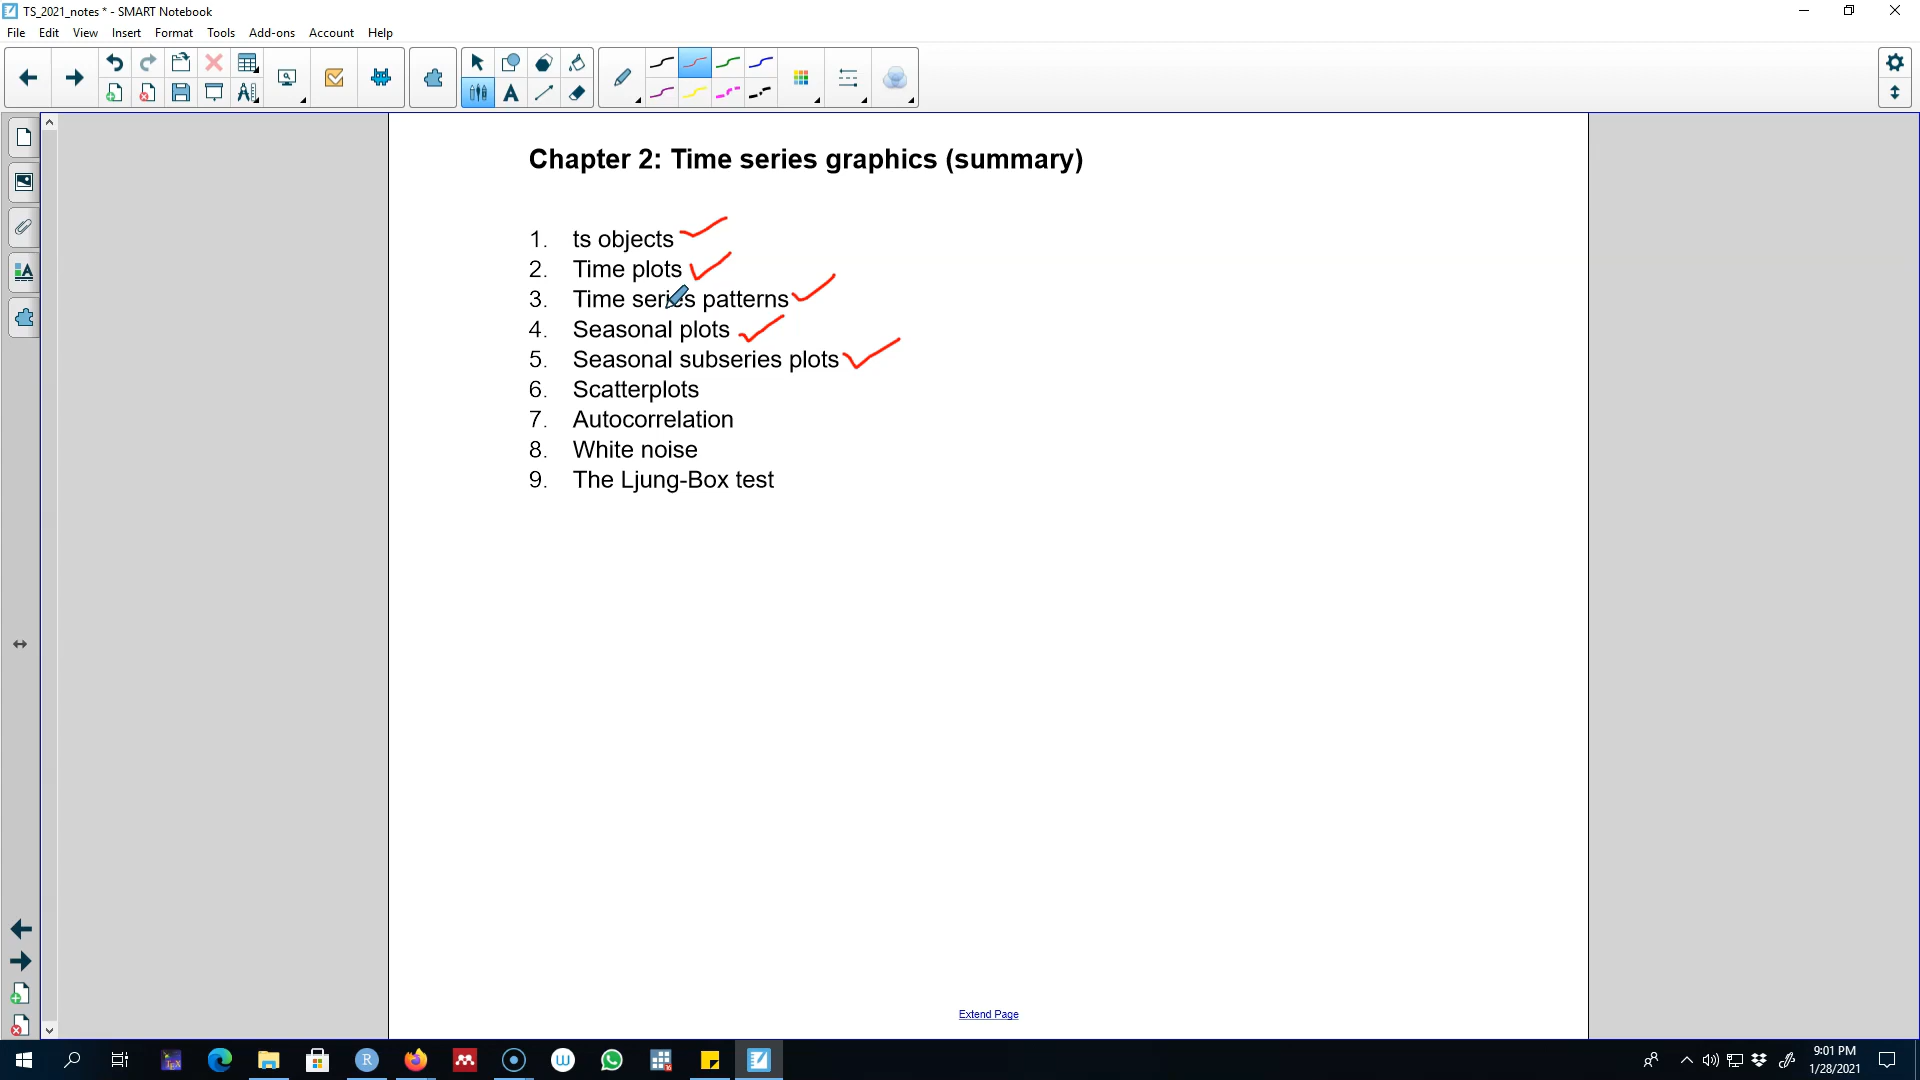 TS_2021_notes * - SMART Notebook
File Edit View Insert Format Tools Add-ons Account Help
Chapter 2: Time series graphics (summary)
1. ts objects
2. Time plots
3. Time series patterns
4. Seasonal plots
5. Seasonal subseries plots
6. Scatterplots
7. Autocorrelation
8. White noise
9. The Ljung-Box test
Extend Page
9:01 PM
1/28/2021